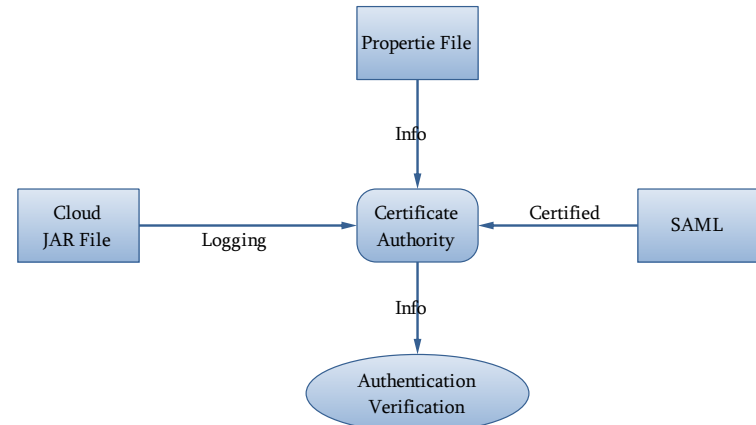 Propertie File
Info
Cloud
JAR File
Logging
Certificate
Authority
Certified
SAML
Info
Authentication
Verification